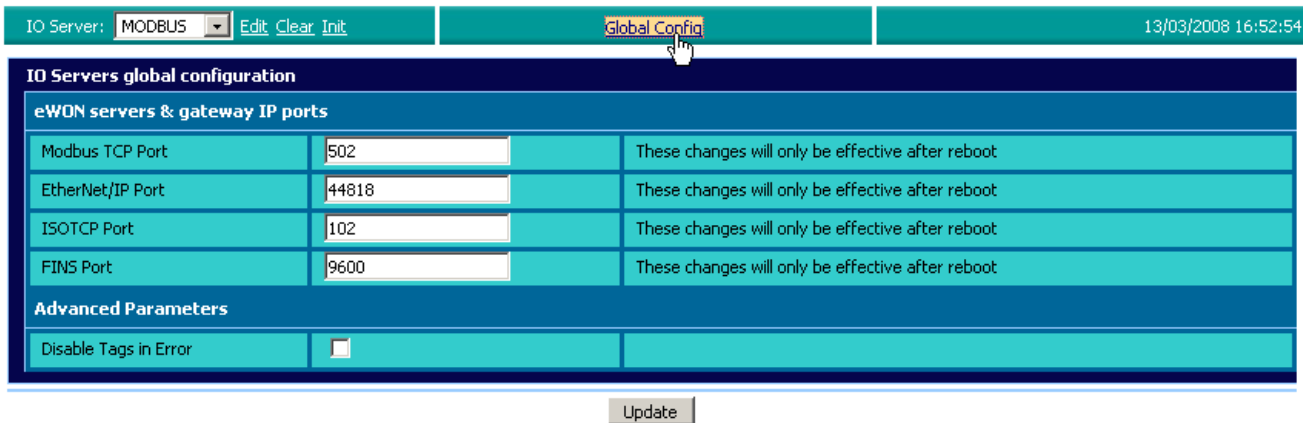 IO Server: MODBUS Edit Clear Init Global Config 13/03/2008 16:52:54
IO Servers global configuration
eWON servers & gateway IP ports
Modbus TCP Port 502 These changes will only be effective after reboot
EtherNet/IP Port 44818 These changes will only be effective after reboot
ISOTCP Port 102 These changes will only be effective after reboot
FINS Port 9600 These changes will only be effective after reboot
Advanced Parameters
Disable Tags in Error
Update